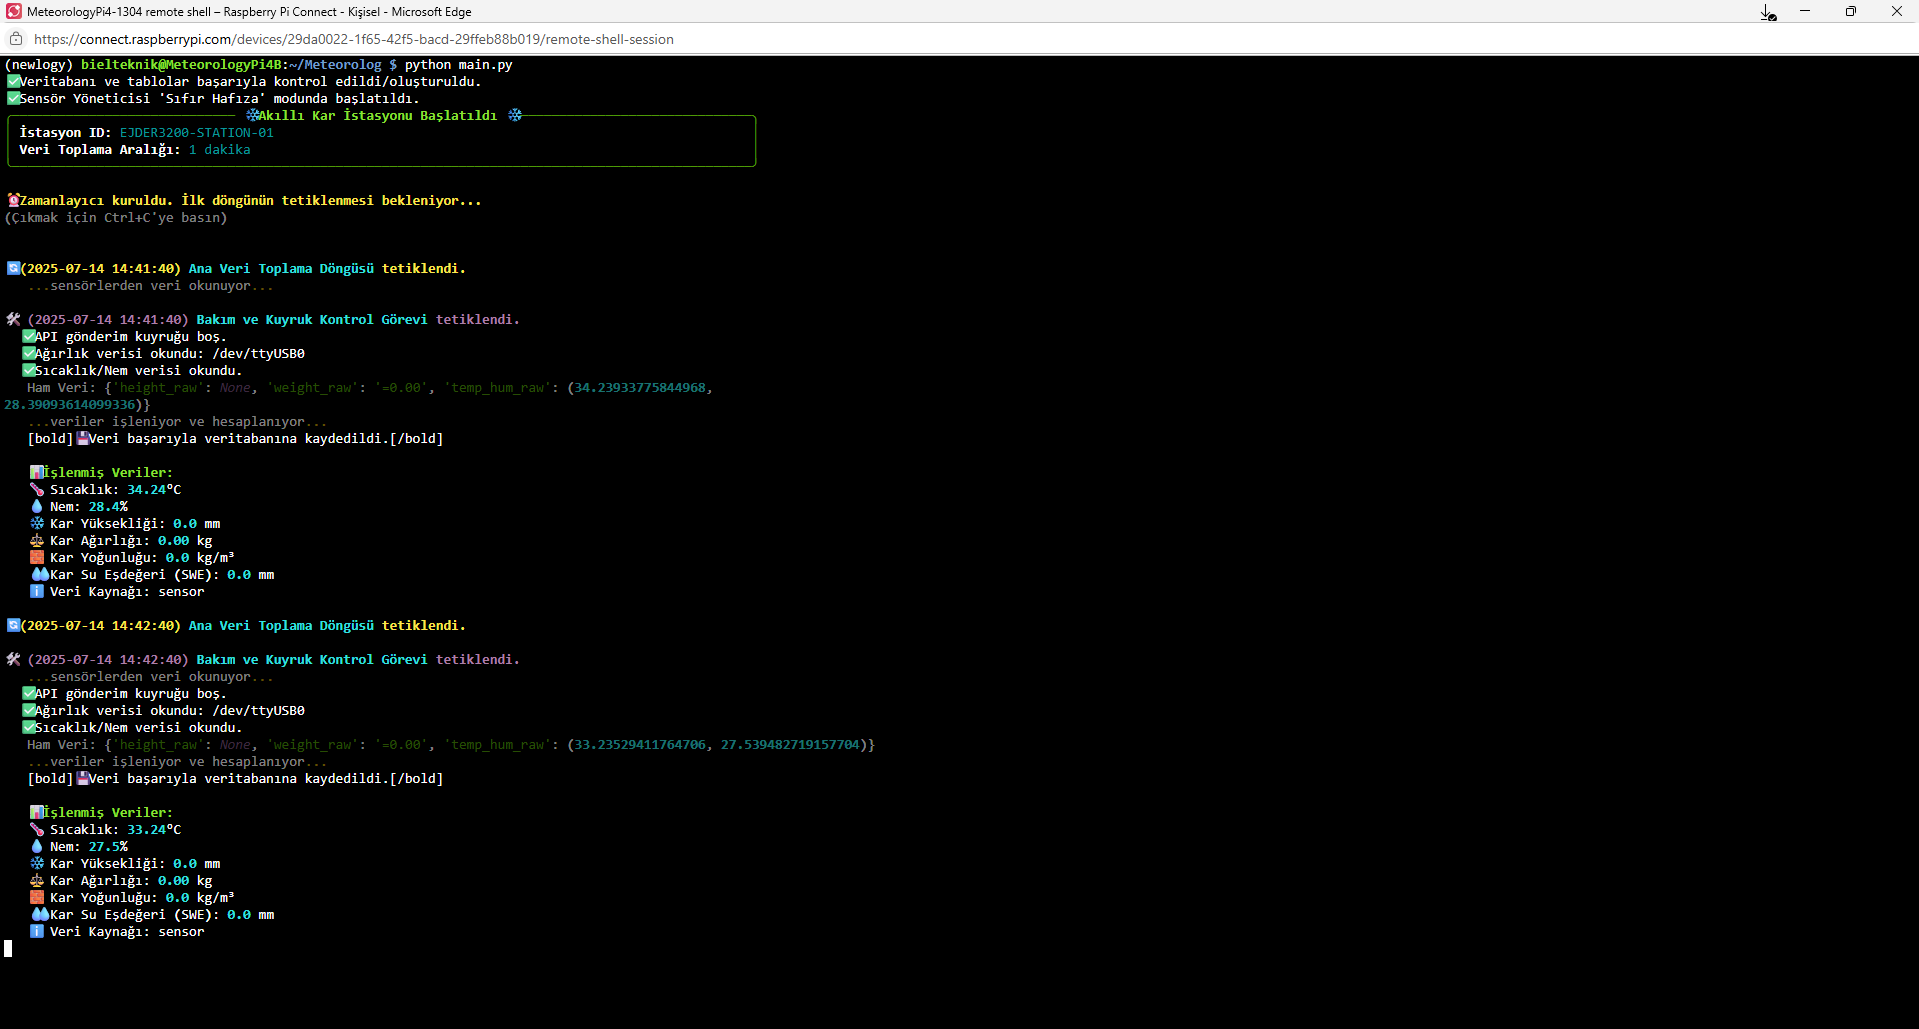 MeteorologyPi4-1304 remote shell – Raspberry Pi Connect - Kişisel - Microsoft Edge
https://connect.raspberrypi.com/devices/29da0022-1f65-42f5-bacd-29ffeb88b019/remote-shell-session
(newlogy) bielteknik@MeteorologyPi4B:~/Meteorolog $ python main.py
✅Veritabanı ve tablolar başarıyla kontrol edildi/oluşturuldu.
✅Sensör Yöneticisi 'Sıfır Hafıza' modunda başlatıldı.
❄️Akıllı Kar İstasyonu Başlatıldı ❄️
İstasyon ID: EJDER3200-STATION-01
Veri Toplama Aralığı: 1 dakika
⏰Zamanlayıcı kuruldu. İlk döngünün tetiklenmesi bekleniyor...
(Çıkmak için Ctrl+C'ye basın)
🔄(2025-07-14 14:41:40) Ana Veri Toplama Döngüsü tetiklendi.
...sensörlerden veri okunuyor...
🛠️ (2025-07-14 14:41:40) Bakım ve Kuyruk Kontrol Görevi tetiklendi.
✅API gönderim kuyruğu boş.
✅Ağırlık verisi okundu: /dev/ttyUSB0
✅Sıcaklık/Nem verisi okundu.
Ham Veri: {'height_raw': None, 'weight_raw': '=0.00', 'temp_hum_raw': (34.23933775844968,
28.39093614099336)}
...veriler işleniyor ve hesaplanıyor...
[bold]💾Veri başarıyla veritabanına kaydedildi.[/bold]
📊İşlenmiş Veriler:
🌡️ Sıcaklık: 34.24°C
💧 Nem: 28.4%
❄️ Kar Yüksekliği: 0.0 mm
⚖️ Kar Ağırlığı: 0.00 kg
🧱 Kar Yoğunluğu: 0.0 kg/m³
💦Kar Su Eşdeğeri (SWE): 0.0 mm
ℹ️ Veri Kaynağı: sensor
🔄(2025-07-14 14:42:40) Ana Veri Toplama Döngüsü tetiklendi.
🛠️ (2025-07-14 14:42:40) Bakım ve Kuyruk Kontrol Görevi tetiklendi.
...sensörlerden veri okunuyor...
✅API gönderim kuyruğu boş.
✅Ağırlık verisi okundu: /dev/ttyUSB0
✅Sıcaklık/Nem verisi okundu.
Ham Veri: {'height_raw': None, 'weight_raw': '=0.00', 'temp_hum_raw': (33.23529411764706, 27.539482719157704)}
...veriler işleniyor ve hesaplanıyor...
[bold]💾Veri başarıyla veritabanına kaydedildi.[/bold]
📊İşlenmiş Veriler:
🌡️ Sıcaklık: 33.24°C
💧 Nem: 27.5%
❄️ Kar Yüksekliği: 0.0 mm
⚖️ Kar Ağırlığı: 0.00 kg
🧱 Kar Yoğunluğu: 0.0 kg/m³
💦Kar Su Eşdeğeri (SWE): 0.0 mm
ℹ️ Veri Kaynağı: sensor